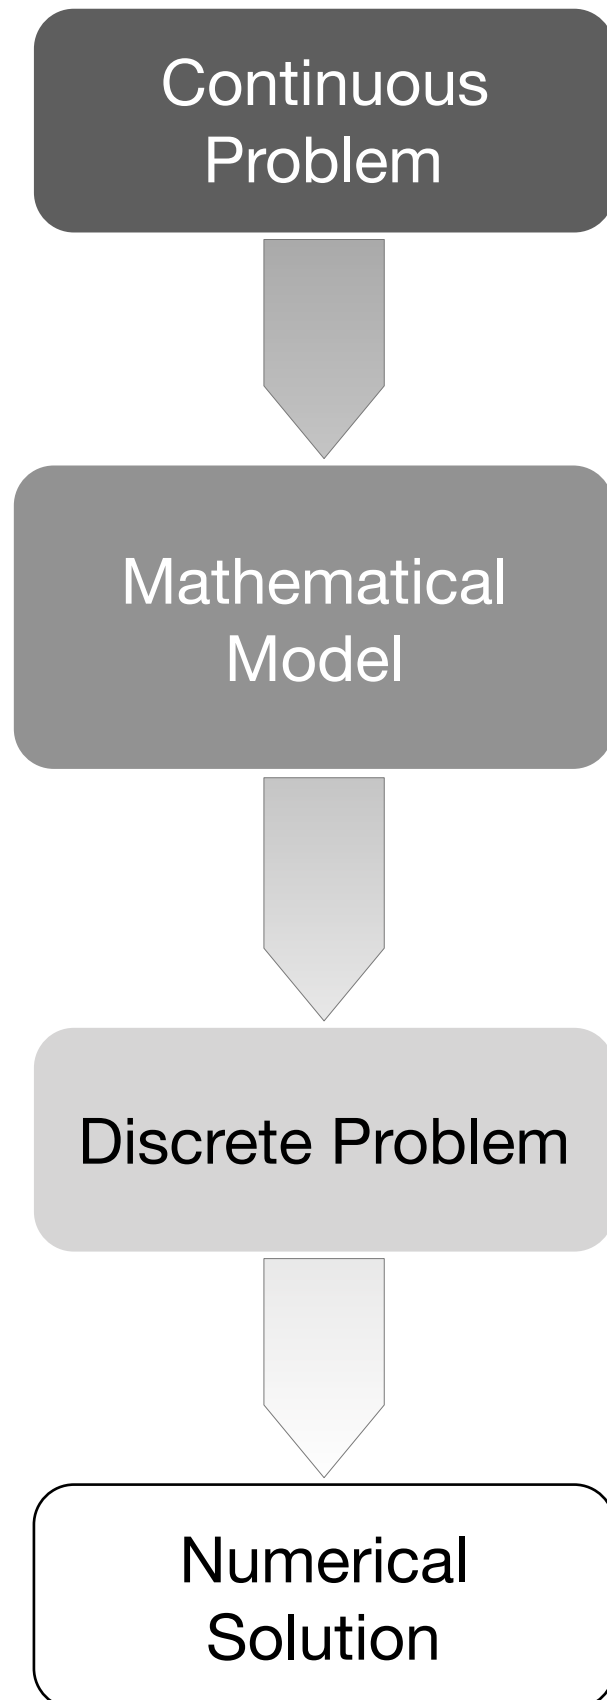 Continuous
Problem
Mathematical
Model
Discrete Problem
Numerical
Solution